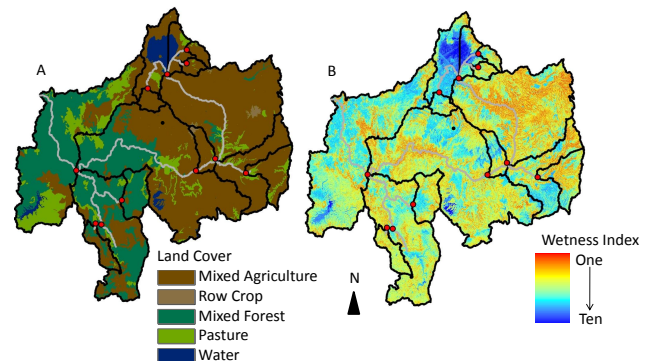 A
B
Land Cover
Mixed Agriculture
Row Crop
Mixed Forest
Pasture
Water
N
Wetness Index
One
Ten